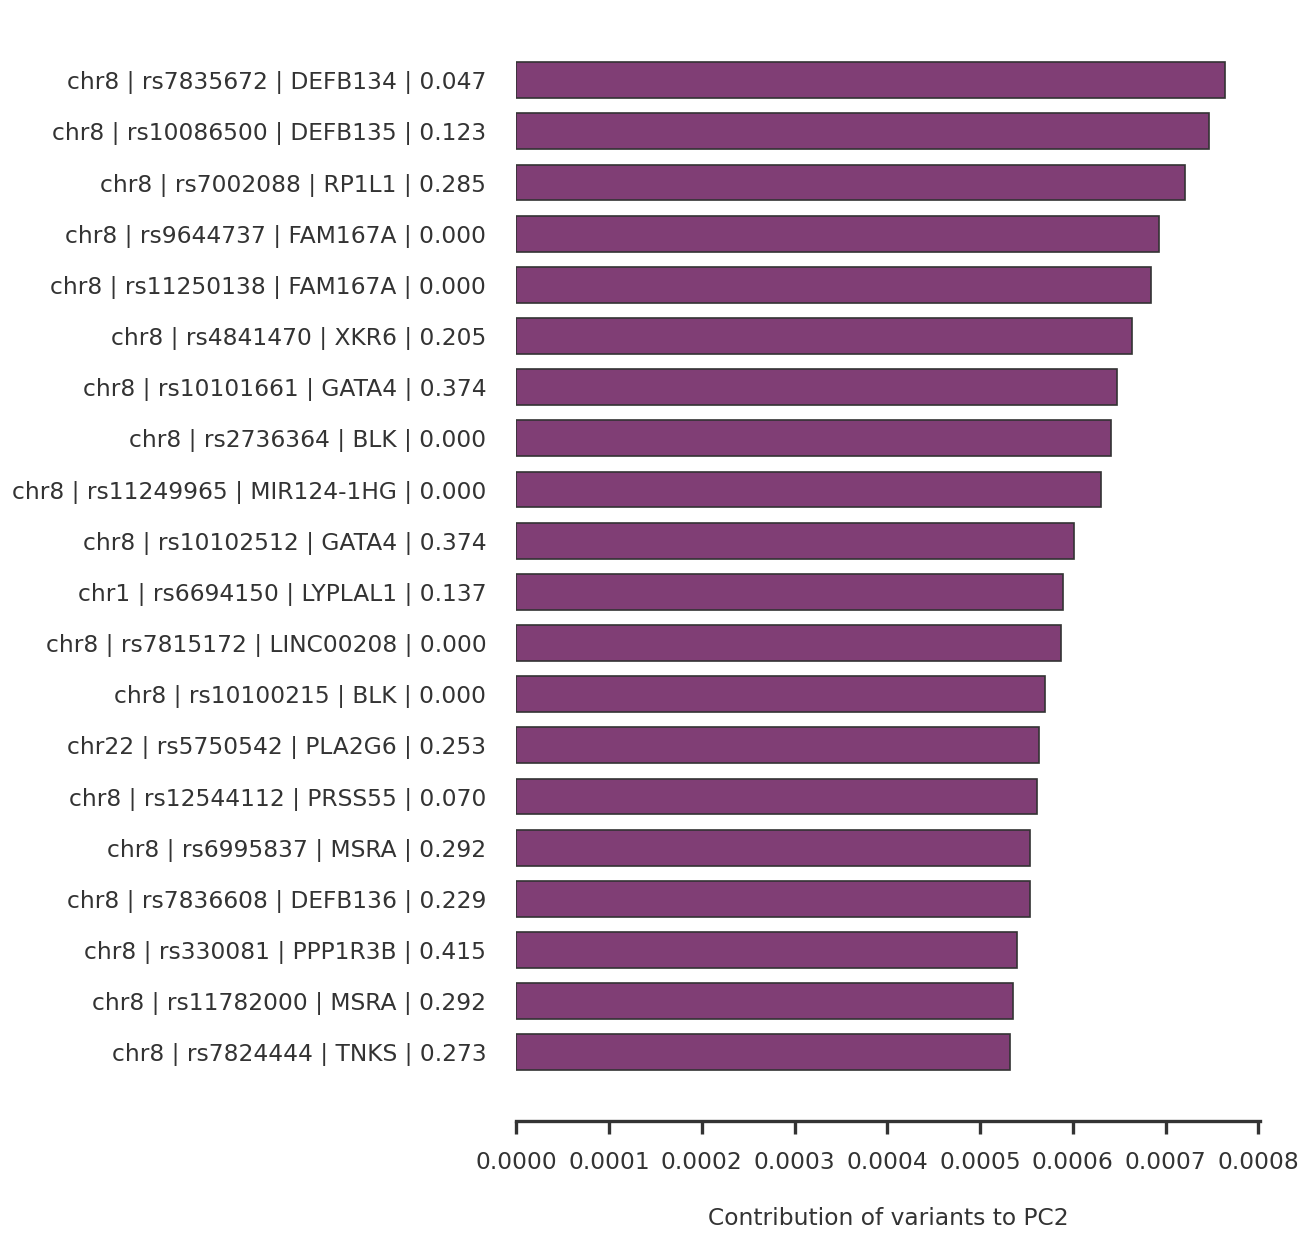 chr8 | rs7835672 | DEFB134 | 0.047
chr8 | rs10086500 | DEFB135 | 0.123
chr8 | rs7002088 | RP1L1 | 0.285
chr8 | rs9644737 | FAM167A | 0.000
chr8 | rs11250138 | FAM167A | 0.000
chr8 | rs4841470 | XKR6 | 0.205
chr8 | rs10101661 | GATA4 | 0.374
chr8 | rs2736364 | BLK | 0.000
chr8 | rs11249965 | MIR124-1HG | 0.000
chr8 | rs10102512 | GATA4 | 0.374
chr1 | rs6694150 | LYPLAL1 | 0.137
chr8 | rs7815172 | LINC00208 | 0.000
chr8 | rs10100215 | BLK | 0.000
chr22 | rs5750542 | PLA2G6 | 0.253
chr8 | rs12544112 | PRSS55 | 0.070
chr8 | rs6995837 | MSRA | 0.292
chr8 | rs7836608 | DEFB136 | 0.229
chr8 | rs330081 | PPP1R3B | 0.415
chr8 | rs11782000 | MSRA | 0.292
chr8 | rs7824444 | TNKS | 0.273
0.0000 0.0001 0.0002 0.0003 0.0004 0.0005 0.0006 0.0007 0.0008
Contribution of variants to PC2